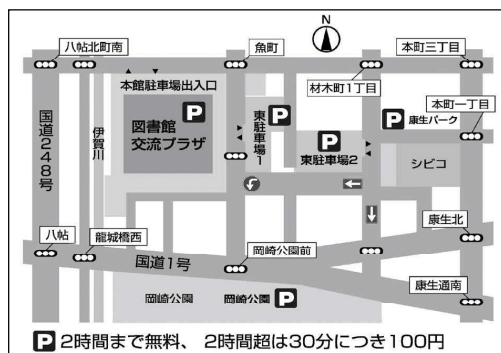 N
八帖北町南
魚町
本町三丁目
本館駐車場出入口
材木町1丁目
P
P
P
P 康生パーク
本町一丁目
国道248号
伊賀川
図書館
交流プラザ
東駐車場1
東駐車場2
シビコ
八帖
龍城橋西
康生北
岡崎公園前
国道1号
康生通南
岡崎公園
岡崎公園 P
P 2時間まで無料、 2時間超は30分につき100円